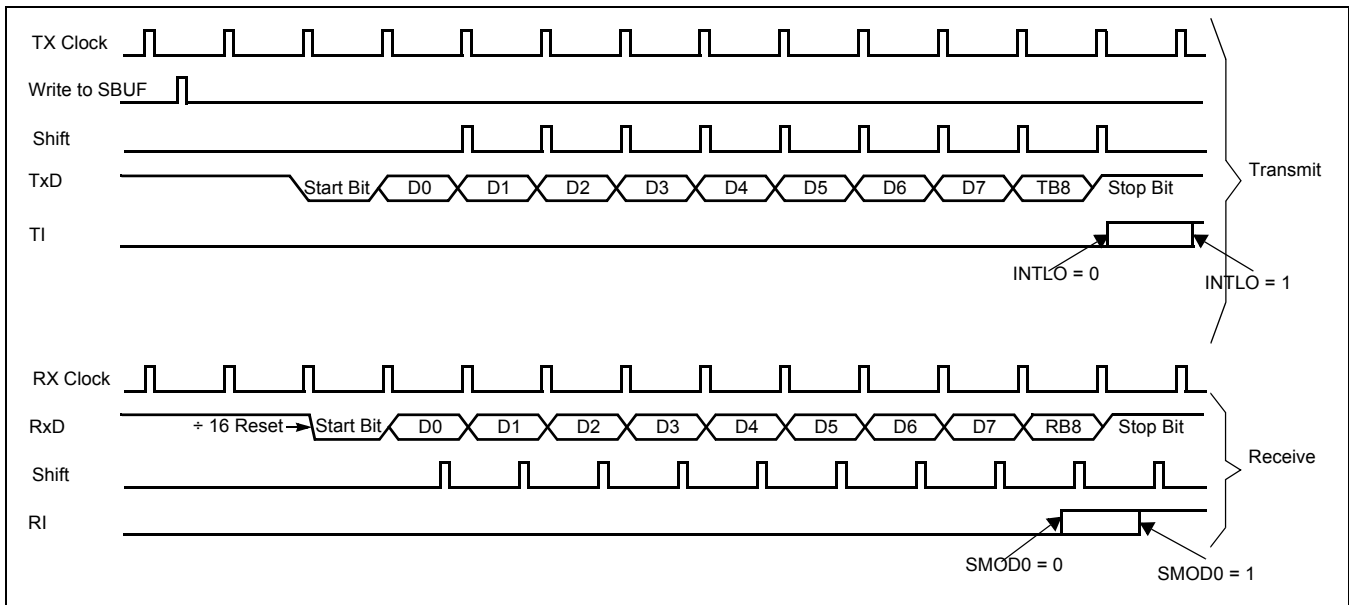 TX Clock
Write to SBUF
Shift
TxD
Start Bit D0 D1 D2 D3 D4 D5 D6 D7 TB8 Stop Bit
TI
INTLO = 0
INTLO = 1
Transmit
RX Clock
RxD
÷ 16 Reset Start Bit D0 D1 D2 D3 D4 D5 D6 D7 RB8 Stop Bit
Shift
RI
SMOD0 = 0
SMOD0 = 1
Receive